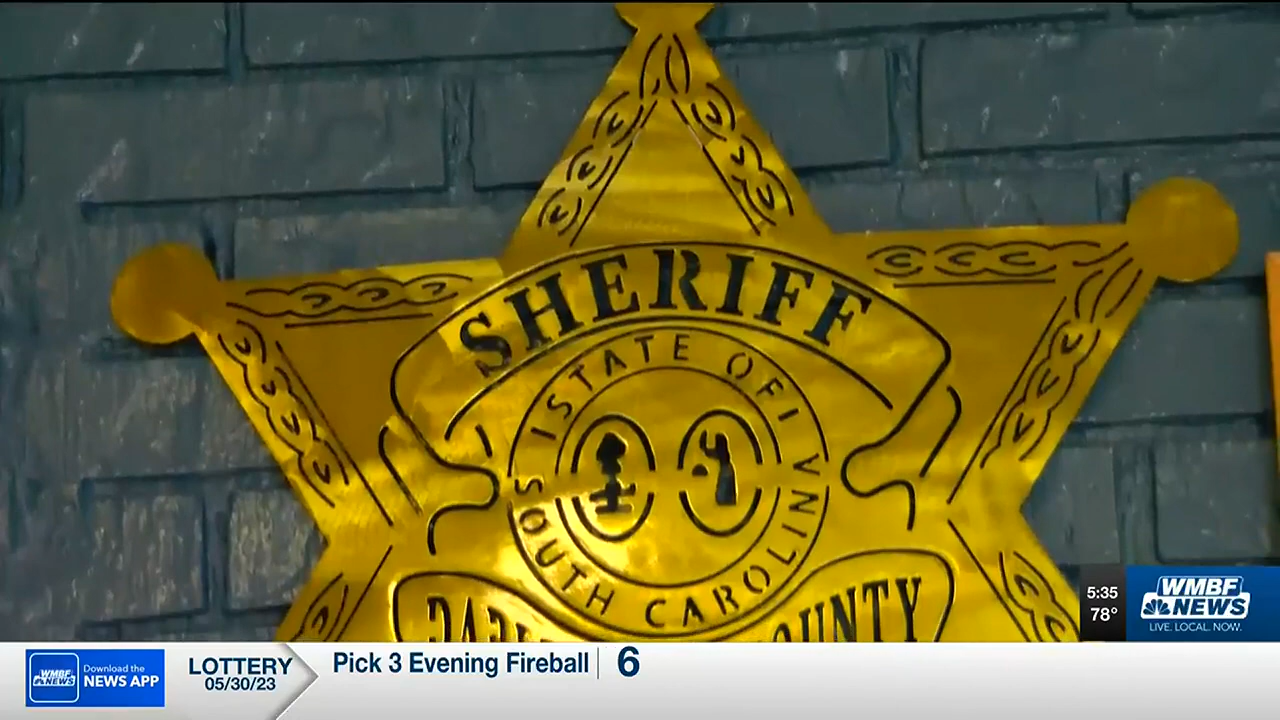 SHERIFF
STATE OF
SOUTH CAROLINA
5:35
78°
WMBF
NEWS
LIVE. LOCAL. NOW.
WMBF
NEWS
Download the
NEWS APP
LOTTERY
05/30/23
Pick 3 Evening Fireball
6